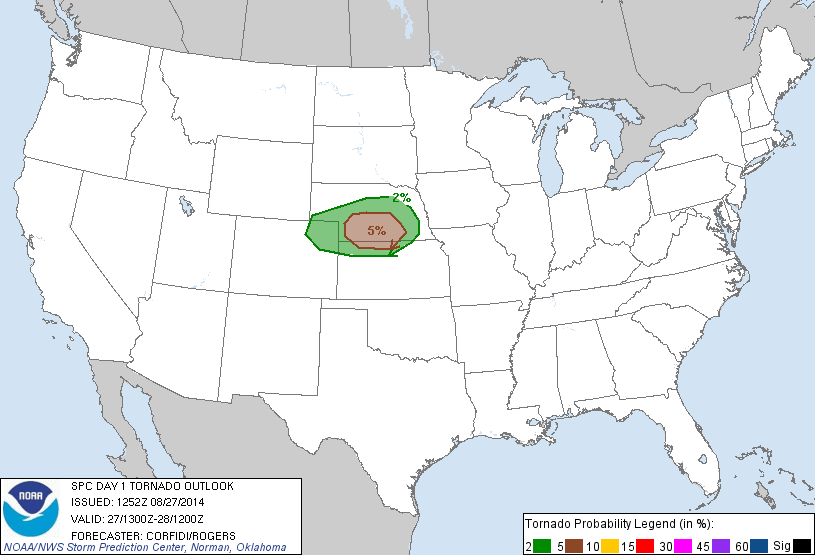 2%
5%
NOAA
SPC DAY 1 TORNADO OUTLOOK
ISSUED: 1252Z 08/27/2014
VALID: 27/1300Z-28/1200Z
FORECASTER: CORFIDI/ROGERS
NOAA/NWS Storm Prediction Center, Norman, Oklahoma
Tornado Probability Legend (in %):
2 5 10 15 30 45 60 Sig